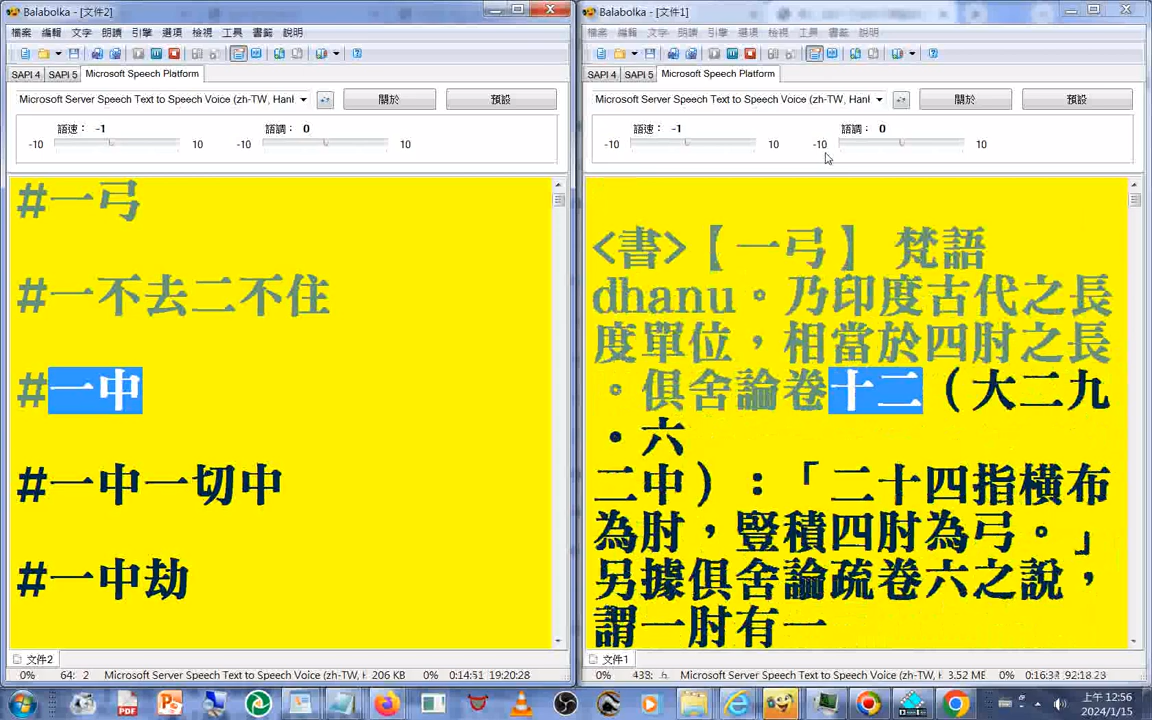 Balabolka - [文件2]
檔案 編輯 文字 朗讀 引擎 選項 檢視 工具 書籤 說明
SAPI 4 SAPI 5 Microsoft Speech Platform
Microsoft Server Speech Text to Speech Voice (zh-TW, Hanl
關於 預設
語速： -1 語調： 0
-10 10 -10 10
#一弓
#一不去二不住
#一中
#一中一切中
#一中劫
文件2
0% 64: 2 Microsoft Server Speech Text to Speech Voice (zh-TW, H 206 KB 0% 0:14:51 19:20:28
Balabolka - [文件1]
檔案 編輯 文字 朗讀 引擎 選項 檢視 工具 書籤 說明
SAPI 4 SAPI 5 Microsoft Speech Platform
Microsoft Server Speech Text to Speech Voice (zh-TW, Hanl
關於 預設
語速： -1 語調： 0
-10 10 -10 10
<書>【一弓】 梵語
dhanu。乃印度古代之長
度單位，相當於四肘之長
。俱舍論卷十二（大二九
．六
二中）：「二十四指橫布
為肘，豎積四肘為弓。」
另據俱舍論疏卷六之說，
謂一肘有一
文件1
0% Microsoft Server Speech Text to Speech Voice (zh-TW, H 3.52 MB 0% 92:18:23
上午 12:56
2024/1/15